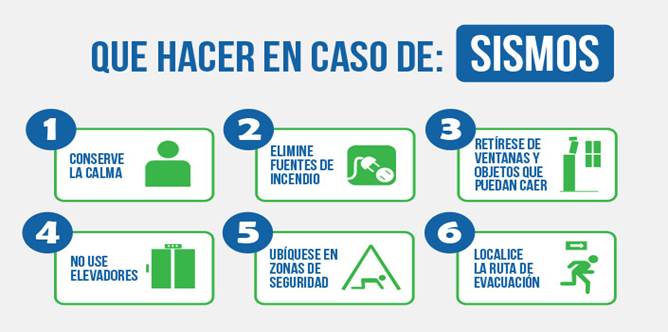 QUE HACER EN CASO DE: SISMOS
1
CONSERVE
LA CALMA
2
ELIMINE
FUENTES DE
INCENDIO
3
RETÍRESE DE
VENTANAS Y
OBJETOS QUE
PUEDAN CAER
4
NO USE
ELEVADORES
5
UBÍQUESE EN
ZONAS DE
SEGURIDAD
6
LOCALICE
LA RUTA DE
EVACUACIÓN